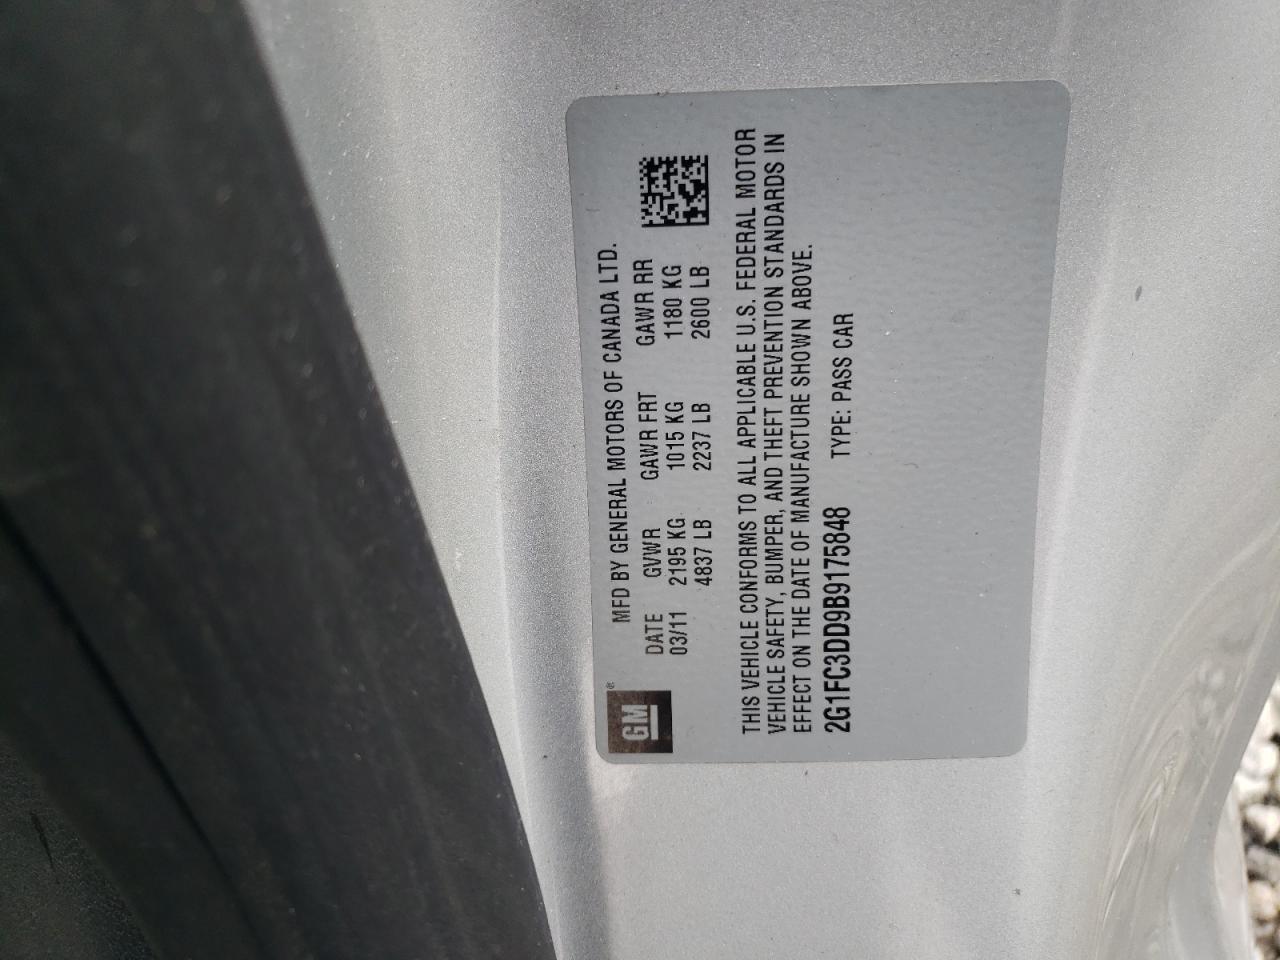 GM ®
MFD BY GENERAL MOTORS OF CANADA LTD.
DATE GVWR GAWR FRT GAWR RR
03/11 2195 KG 1015 KG 1180 KG
4837 LB 2237 LB 2600 LB
THIS VEHICLE CONFORMS TO ALL APPLICABLE U.S. FEDERAL MOTOR
VEHICLE SAFETY, BUMPER, AND THEFT PREVENTION STANDARDS IN
EFFECT ON THE DATE OF MANUFACTURE SHOWN ABOVE.
2G1FC3DD9B9175848 TYPE: PASS CAR